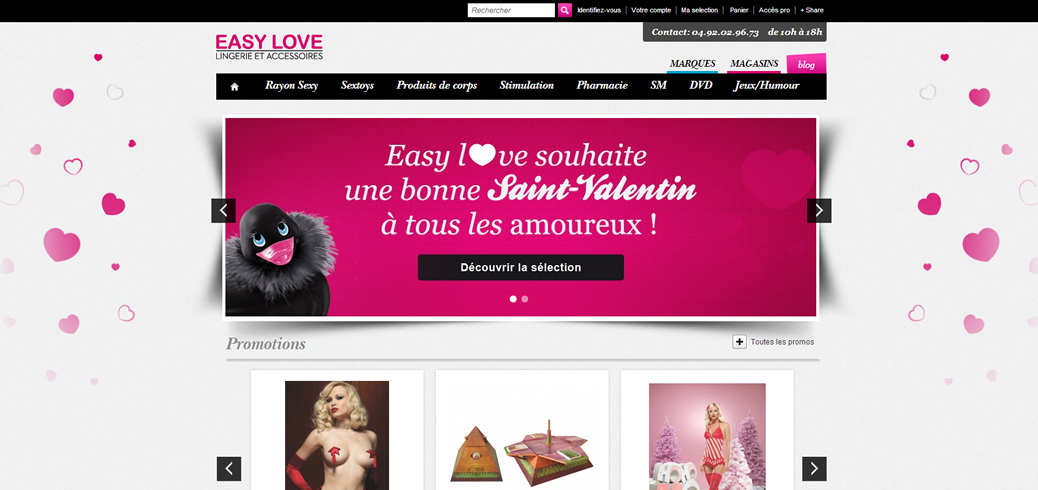 Rechercher
Identifiez-vous
Votre compte
Ma selection
Panier
Accès pro
+ Share
Contact: 04.92.02.96.73 de 10h à 18h
EASY LOVE
LINGERIE ET ACCESSOIRES
MARQUES
MAGASINS
blog
Rayon Sexy
Sextoys
Produits de corps
Stimulation
Pharmacie
SM
DVD
Jeux/Humour
Easy love souhaite
une bonne Saint-Valentin
à tous les amoureux !
Découvrir la sélection
Promotions
Toutes les promos